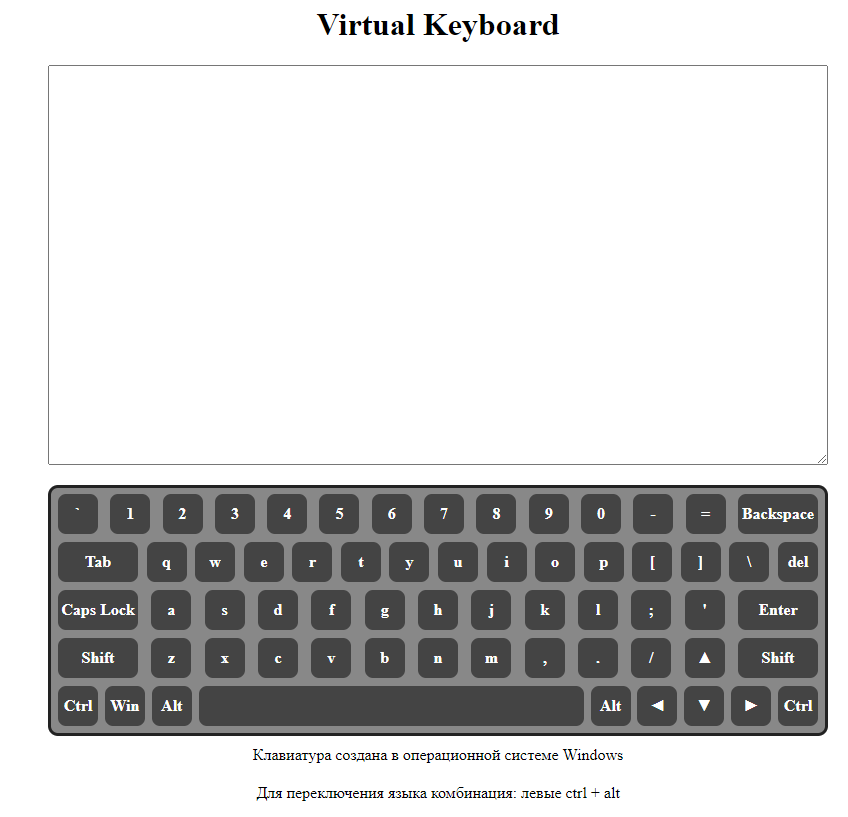 Virtual Keyboard
` 1 2 3 4 5 6 7 8 9 0 - = Backspace
Tab q w e r t y u i o p [ ] \ del
Caps Lock a s d f g h j k l ; ' Enter
Shift z x c v b n m , . / ▲ Shift
Ctrl Win Alt Alt ◄ ▼ ► Ctrl
Клавиатура создана в операционной системе Windows
Для переключения языка комбинация: левые ctrl + alt